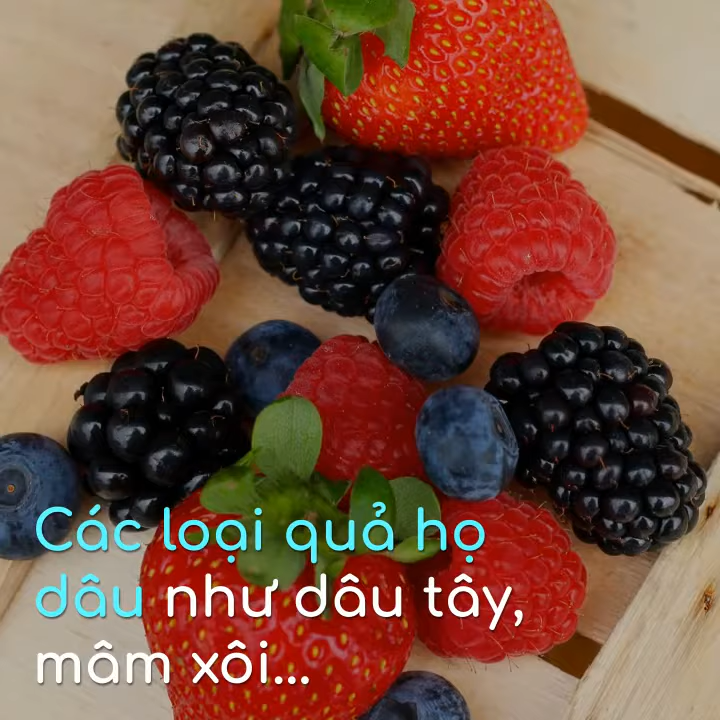 Các loại quả họ
dâu như dâu tây,
mâm xôi...